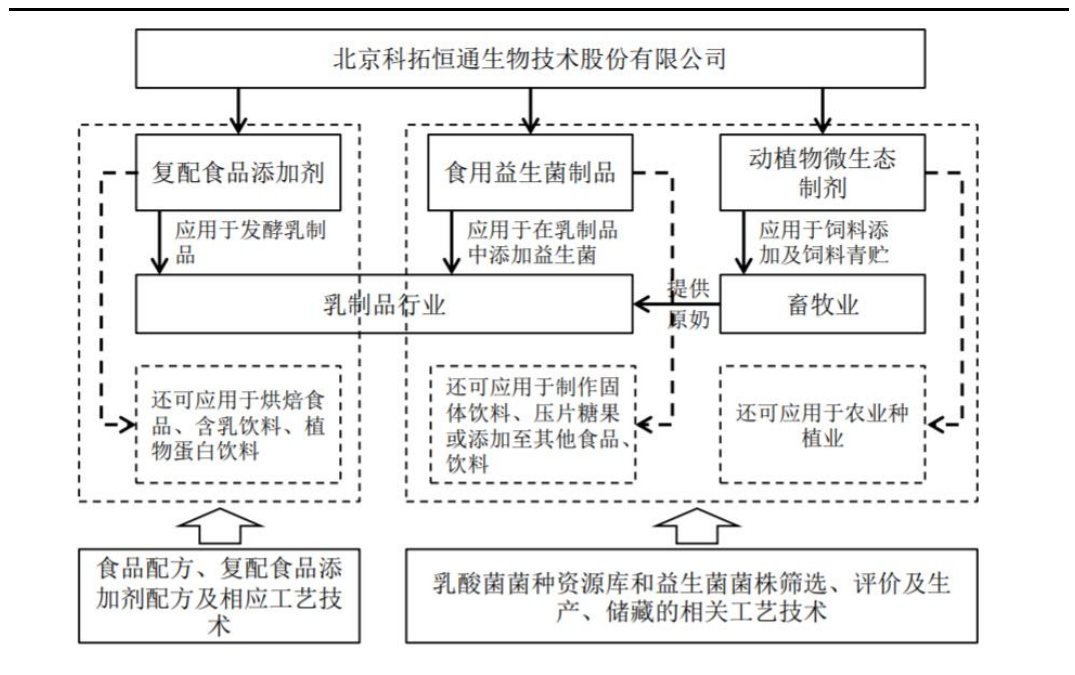 北京科拓恒通生物技术股份有限公司
复配食品添加剂
食用益生菌制品
动植物微生态
制剂
应用于发酵乳制
品
应用于在乳制品
中添加益生菌
应用于饲料添
加及饲料青贮
乳制品行业
提供
原奶
畜牧业
还可应用于烘焙食
品、含乳饮料、植
物蛋白饮料
还可应用于制作固
体饮料、压片糖果
或添加至其他食品、
饮料
还可应用于农业种
植业
食品配方、复配食品添
加剂配方及相应工艺技
术
乳酸菌菌种资源库和益生菌菌株筛选、评价及生
产、储藏的相关工艺技术